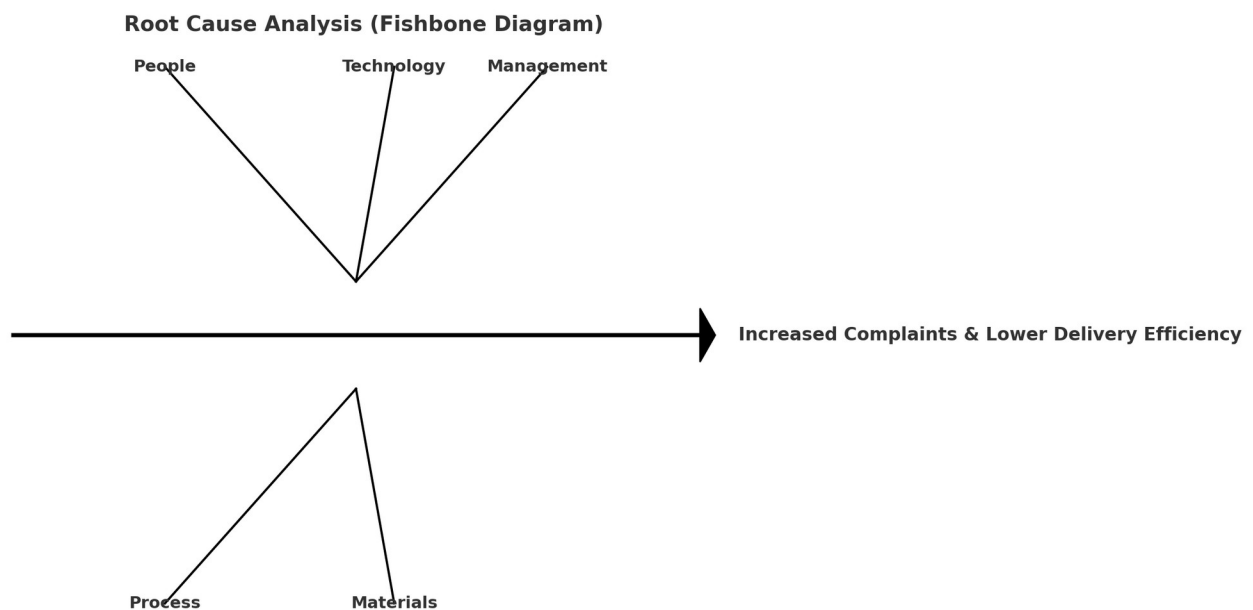 Root Cause Analysis (Fishbone Diagram)
People
Technology
Management
Increased Complaints & Lower Delivery Efficiency
Process
Materials